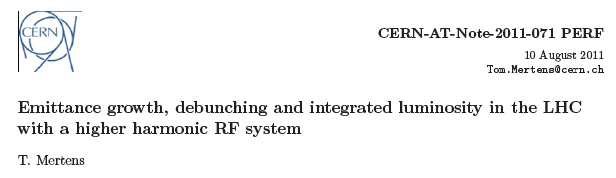 CERN
CERN-AT-Note-2011-071 PERF
10 August 2011
Tom.Mertens@cern.ch
Emittance growth, debunching and integrated luminosity in the LHC
with a higher harmonic RF system
T. Mertens